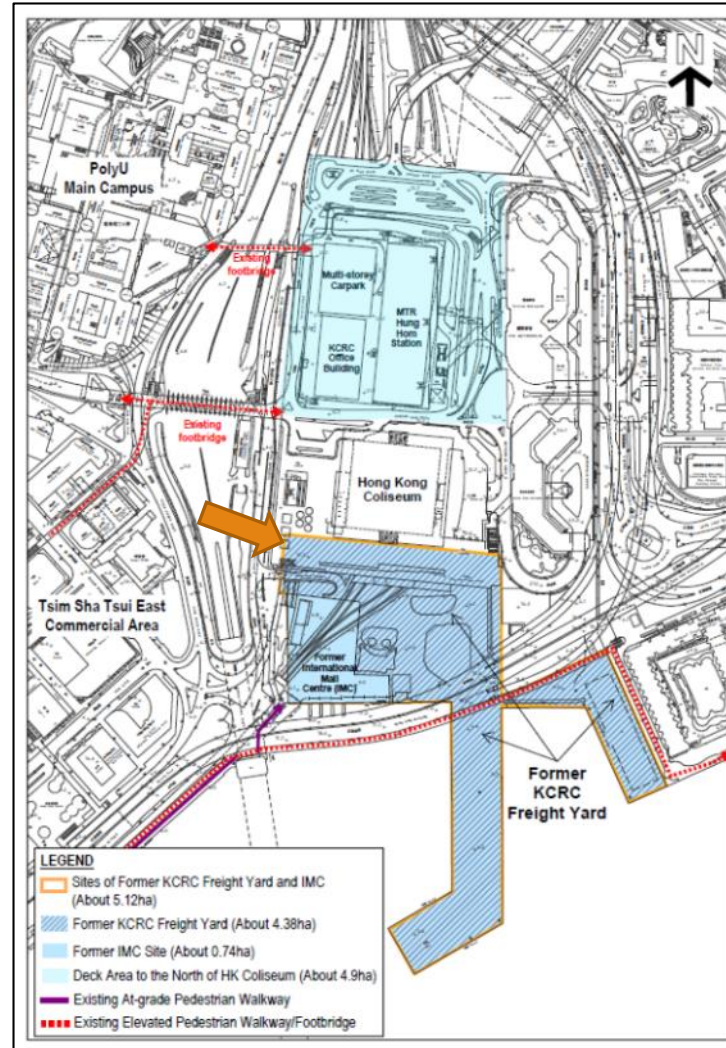 N
PolyU
Main Campus
Existing
footbridge
Multi-storey
Carpark
MTR
Hung
Hom
Station
KCRC
Office
Building
Existing
footbridge
Hong Kong
Coliseum
Tsim Sha Tsui East
Commercial Area
Former
International
Mail
Centre (IMC)
Former
KCRC
Freight Yard
LEGEND
Sites of Former KCRC Freight Yard and IMC
(About 5.12ha)
Former KCRC Freight Yard (About 4.38ha)
Former IMC Site (About 0.74ha)
Deck Area to the North of HK Coliseum (About 4.9ha)
Existing At-grade Pedestrian Walkway
Existing Elevated Pedestrian Walkway/Footbridge